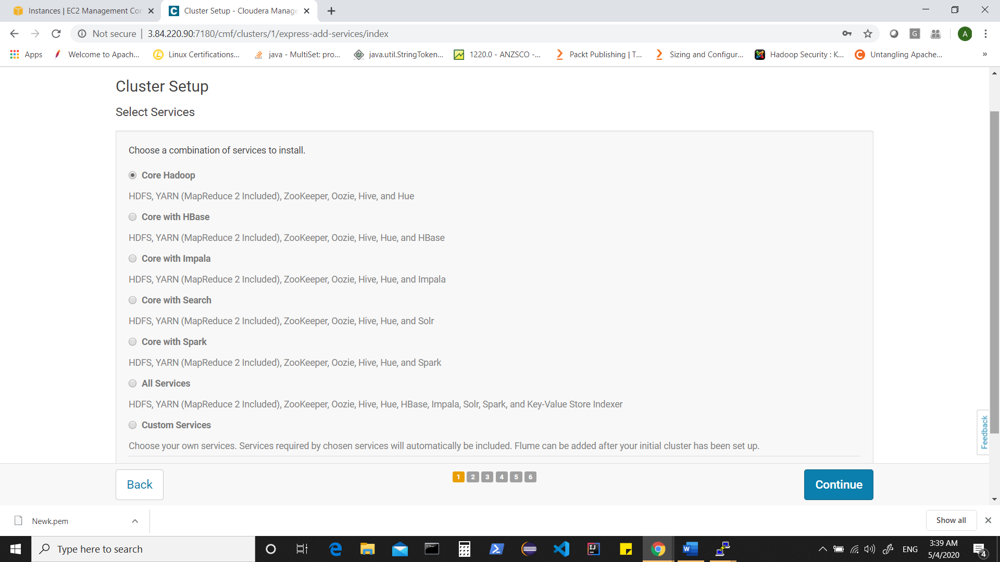 Instances | EC2 Management Con
Cluster Setup - Cloudera Manage
Not secure | 3.84.220.90:7180/cmf/clusters/1/express-add-services/index
A
Apps
Welcome to Apach...
Linux Certifications...
java - MultiSet: pro...
java.util.StringToken...
1220.0 - ANZSCO -...
Packt Publishing | T...
Sizing and Configur...
Hadoop Security : K...
Untangling Apache...
»
Cluster Setup
Select Services
Choose a combination of services to install.
Core Hadoop
HDFS, YARN (MapReduce 2 Included), ZooKeeper, Oozie, Hive, and Hue
Core with HBase
HDFS, YARN (MapReduce 2 Included), ZooKeeper, Oozie, Hive, Hue, and HBase
Core with Impala
HDFS, YARN (MapReduce 2 Included), ZooKeeper, Oozie, Hive, Hue, and Impala
Core with Search
HDFS, YARN (MapReduce 2 Included), ZooKeeper, Oozie, Hive, Hue, and Solr
Core with Spark
HDFS, YARN (MapReduce 2 Included), ZooKeeper, Oozie, Hive, Hue, and Spark
All Services
HDFS, YARN (MapReduce 2 Included), ZooKeeper, Oozie, Hive, Hue, HBase, Impala, Solr, Spark, and Key-Value Store Indexer
Custom Services
Choose your own services. Services required by chosen services will automatically be included. Flume can be added after your initial cluster has been set up.
Feedback
Back
1 2 3 4 5 6
Continue
Newk.pem
Show all
Type here to search
ENG
3:39 AM
5/4/2020
4